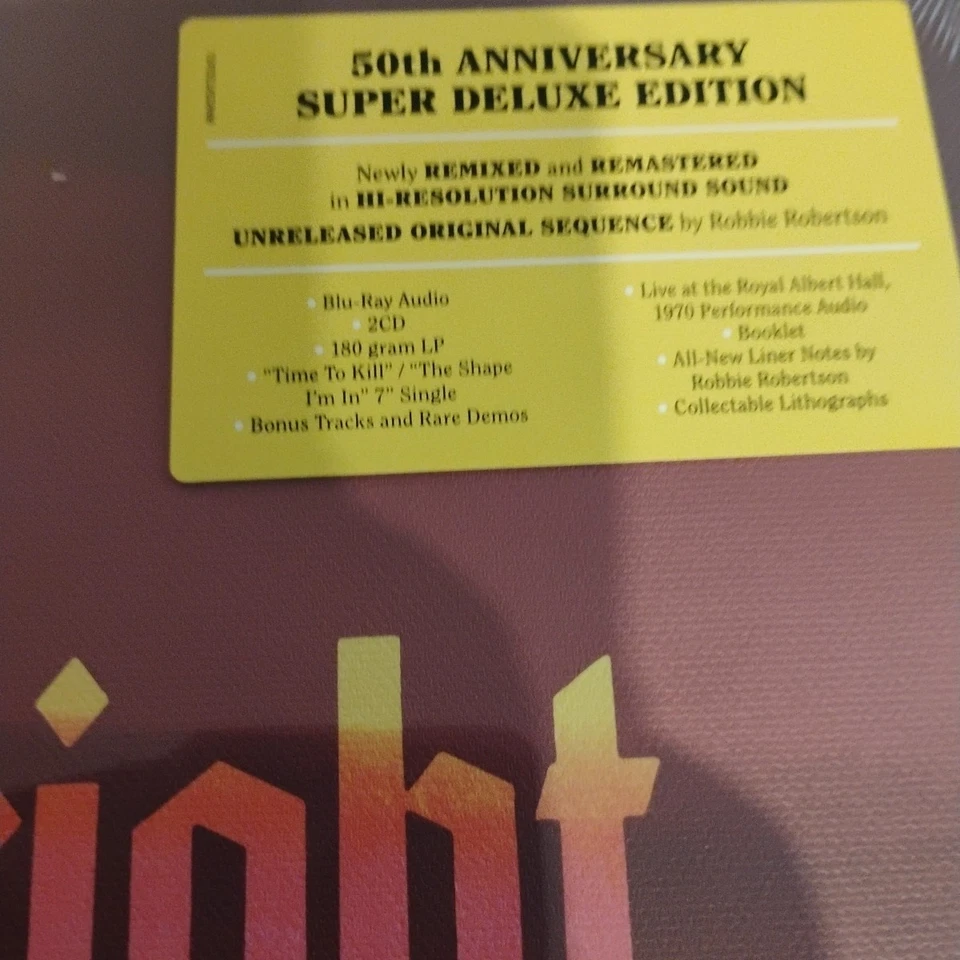 50th ANNIVERSARY
SUPER DELUXE EDITION
Newly REMIXED and REMASTERED
in HI-RESOLUTION SURROUND SOUND
UNRELEASED ORIGINAL SEQUENCE by Robbie Robertson
• Blu-Ray Audio
• 2CD
• 180 gram LP
• "Time To Kill" / "The Shape
I'm In" 7" Single
• Bonus Tracks and Rare Demos
• Live at the Royal Albert Hall,
1970 Performance Audio
• Booklet
• All-New Liner Notes by
Robbie Robertson
• Collectable Lithographs
ight